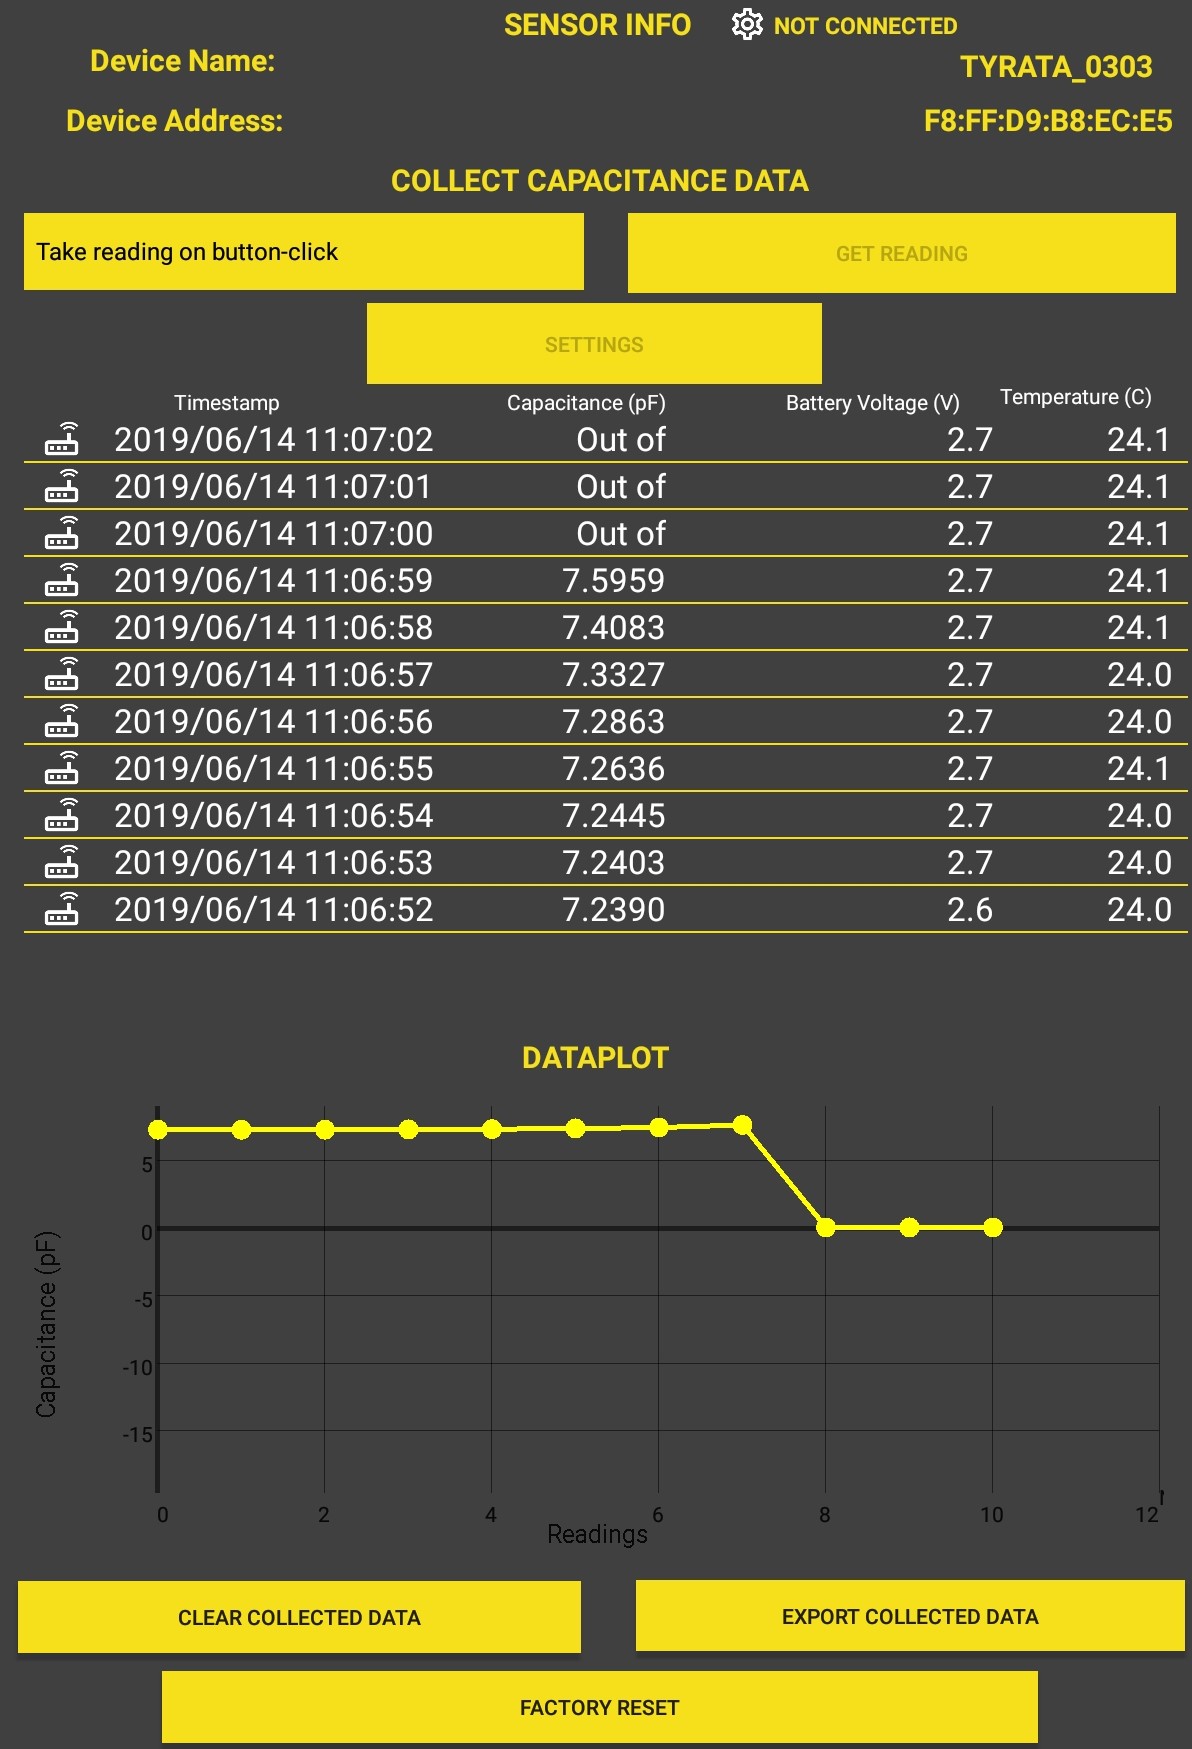 SENSOR INFO NOT CONNECTED
Device Name: TYRATA_0303
Device Address: F8:FF:D9:B8:EC:E5
COLLECT CAPACITANCE DATA
Take reading on button-click GET READING
SETTINGS
Timestamp Capacitance (pF) Battery Voltage (V) Temperature (C)
2019/06/14 11:07:02 Out of 2.7 24.1
2019/06/14 11:07:01 Out of 2.7 24.1
2019/06/14 11:07:00 Out of 2.7 24.1
2019/06/14 11:06:59 7.5959 2.7 24.1
2019/06/14 11:06:58 7.4083 2.7 24.1
2019/06/14 11:06:57 7.3327 2.7 24.0
2019/06/14 11:06:56 7.2863 2.7 24.0
2019/06/14 11:06:55 7.2636 2.7 24.1
2019/06/14 11:06:54 7.2445 2.7 24.0
2019/06/14 11:06:53 7.2403 2.7 24.0
2019/06/14 11:06:52 7.2390 2.6 24.0
DATAPLOT
Capacitance (pF)
5
0
-5
-10
-15
0 2 4 6 8 10 12
Readings
CLEAR COLLECTED DATA EXPORT COLLECTED DATA
FACTORY RESET